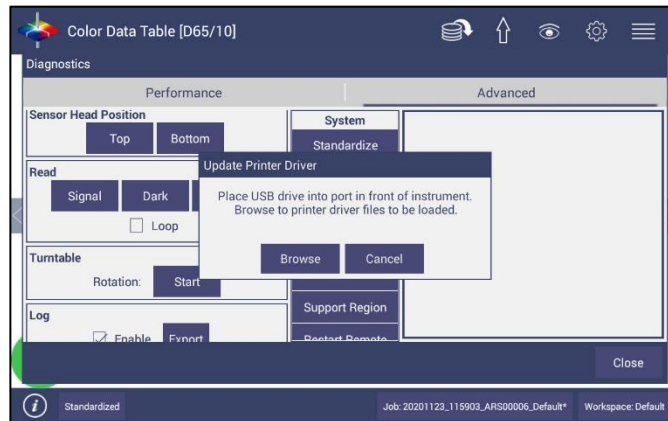 Color Data Table [D65/10]
Diagnostics
Performance
Advanced
Sensor Head Position
Top Bottom
System
Standardize
Read
Signal Dark
Loop
Update Printer Driver
Place USB drive into port in front of instrument.
Browse to printer driver files to be loaded.
Browse Cancel
Turntable
Rotation: Start
Support Region
Log
Enable Export
Restart Remote
Close
i
Standardized
Job: 20201123_115903_ARS00006_Default*
Workspace: Default